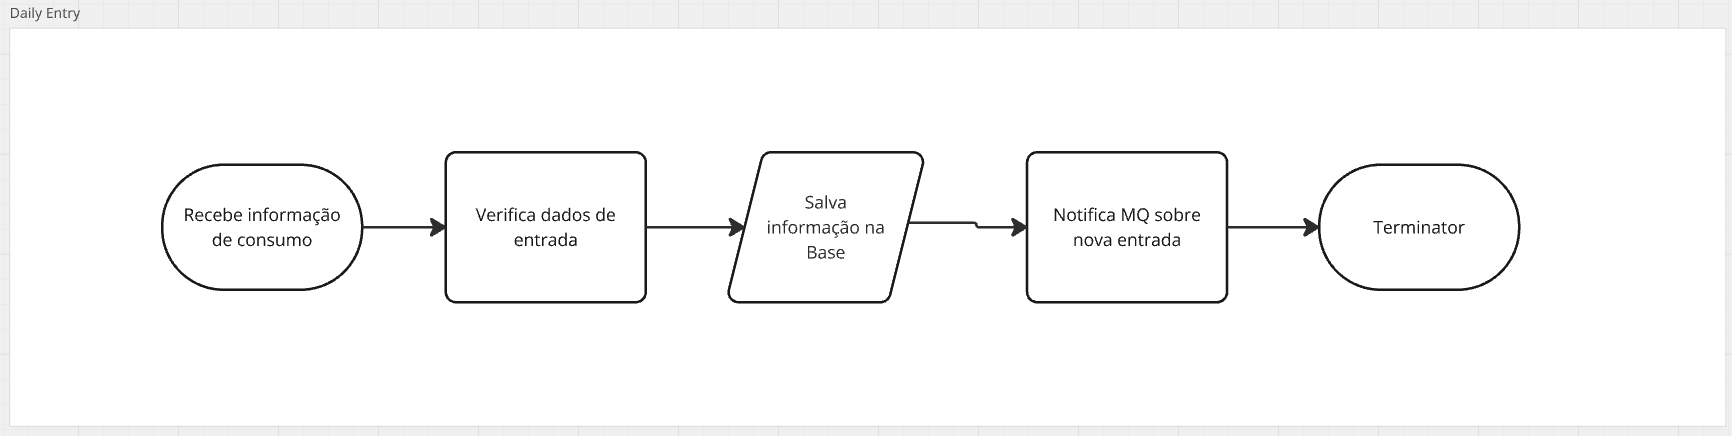 Daily Entry
Recebe informação
de consumo
Verifica dados de
entrada
Salva
informação na
Base
Notifica MQ sobre
nova entrada
Terminator